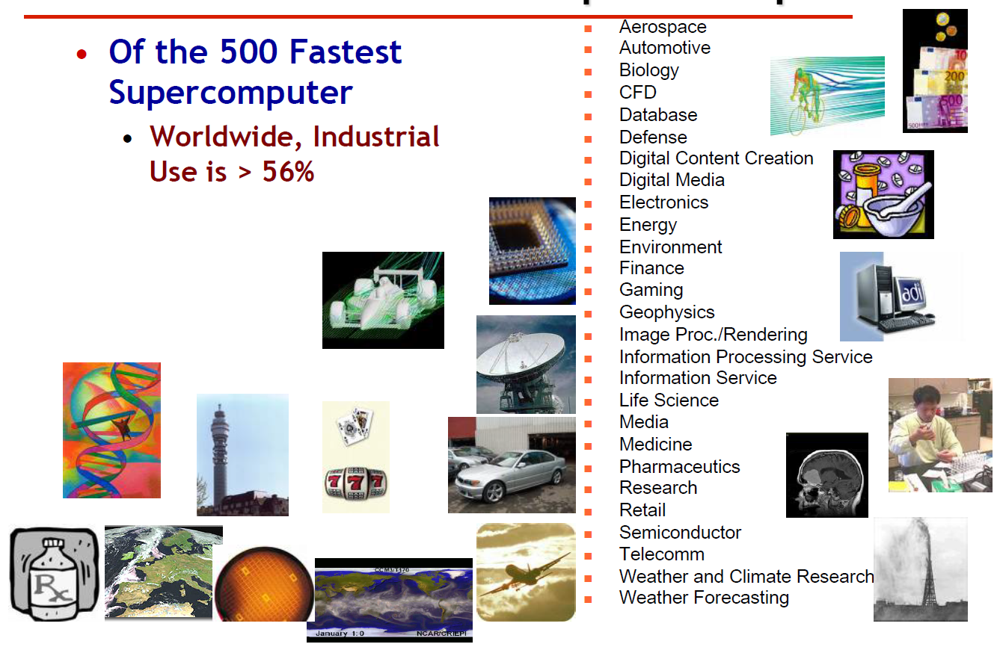 Of the 500 Fastest
Supercomputer
Worldwide, Industrial
Use is > 56%
Aerospace
Automotive
Biology
CFD
Database
Defense
Digital Content Creation
Digital Media
Electronics
Energy
Environment
Finance
Gaming
Geophysics
Image Proc./Rendering
Information Processing Service
Information Service
Life Science
Media
Medicine
Pharmaceutics
Research
Retail
Semiconductor
Telecomm
Weather and Climate Research
Weather Forecasting
10
200
500
adi
7 7 7
Rx
CCM3/T170
January 1: 0
NCAR/CRIEPI